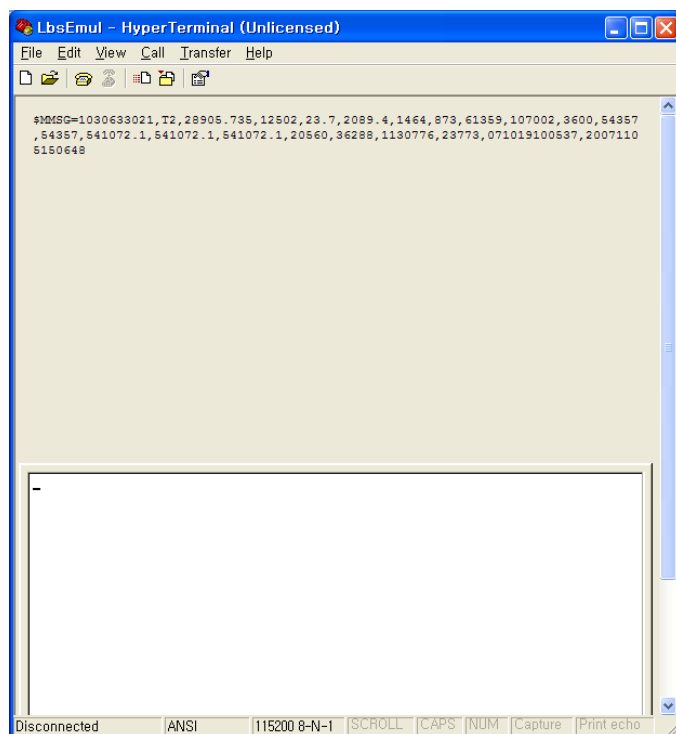 LbsEmul - HyperTerminal (Unlicensed)
File Edit View Call Transfer Help
$MMSG=1030633021,T2,28905.735,12502,23.7,2089.4,1464,873,61359,107002,3600,54357
,54357,541072.1,541072.1,541072.1,20560,36288,1130776,23773,071019100537,2007110
5150648
Disconnected ANSI 115200 8-N-1 SCROLL CAPS NUM Capture Print echo